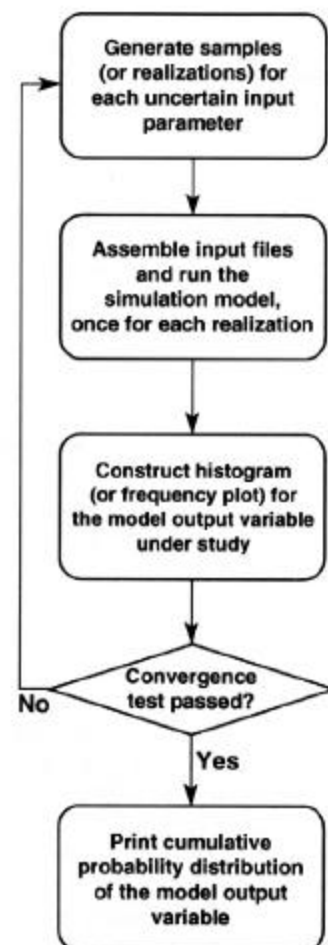 Generate samples
(or realizations) for
each uncertain input
parameter
Assemble input files
and run the
simulation model,
once for each realization
Construct histogram
(or frequency plot) for
the model output variable
under study
Convergence
test passed?
No
Yes
Print cumulative
probability distribution
of the model output
variable